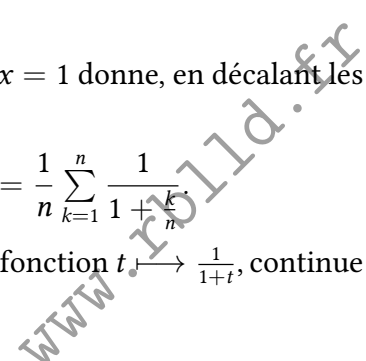 x = 1 donne, en décalant les
= 1/n ∑_{k=1}^{n} 1/(1 + k/n).
fonction t ⟼ 1/(1+t), continue
www.rblld.fr